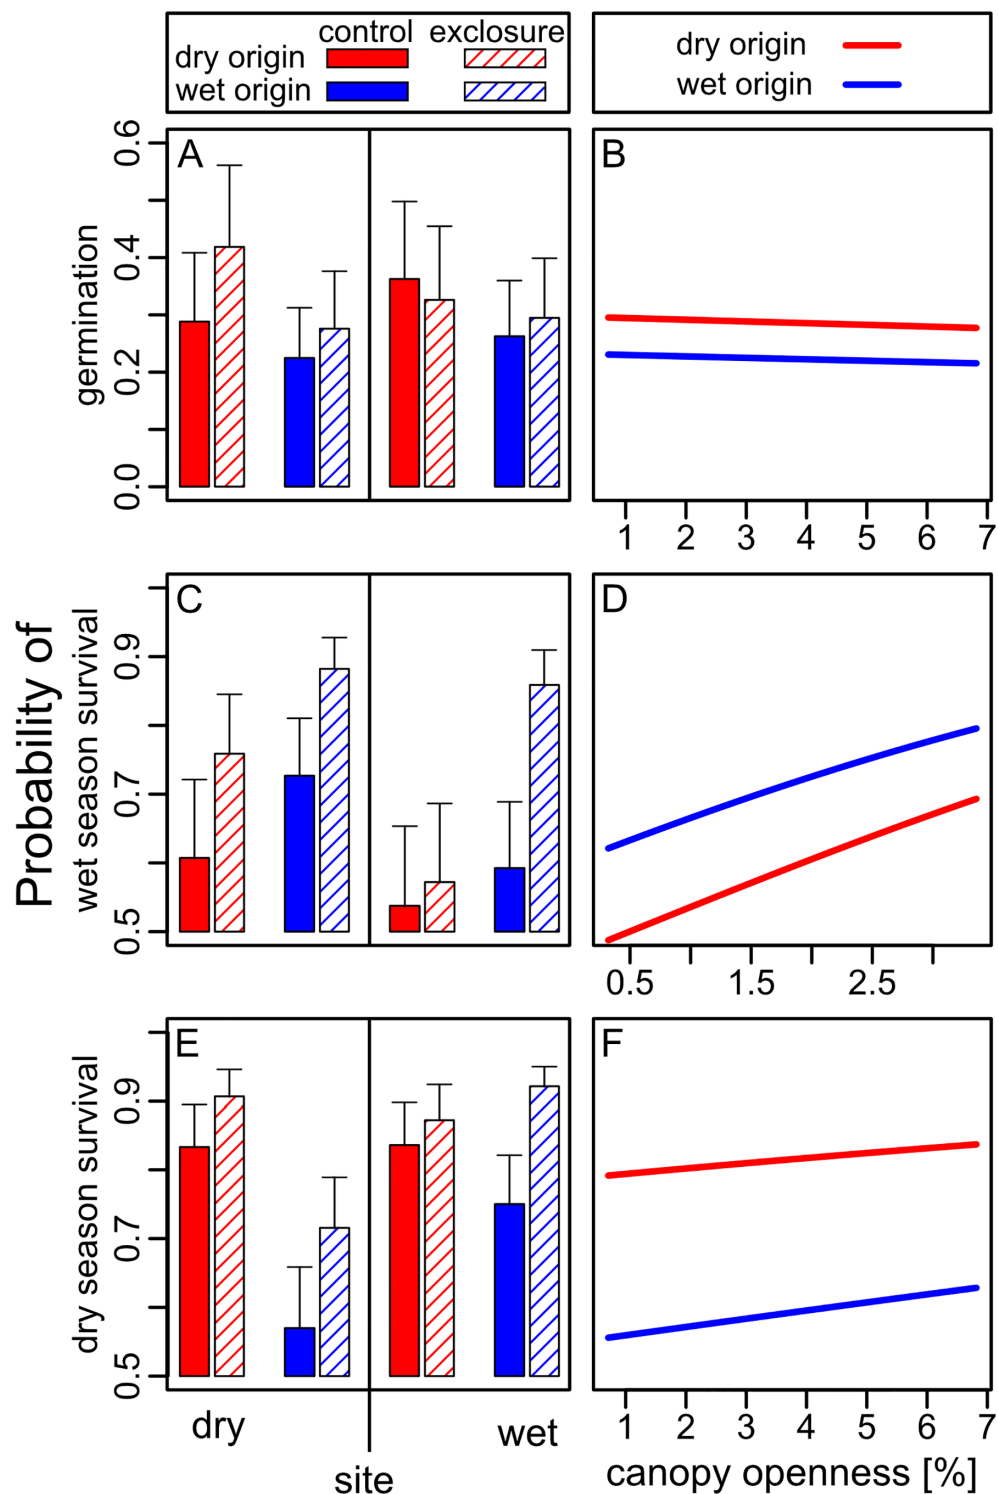 control exclosure
dry origin
wet origin
dry origin
wet origin
A
B
germination
0.0 0.2 0.4 0.6
1 2 3 4 5 6 7
Probability of
C
D
wet season survival
0.5 0.7 0.9
0.5 1.5 2.5
E
F
dry season survival
0.5 0.7 0.9
1 2 3 4 5 6 7
dry
wet
site
canopy openness [%]